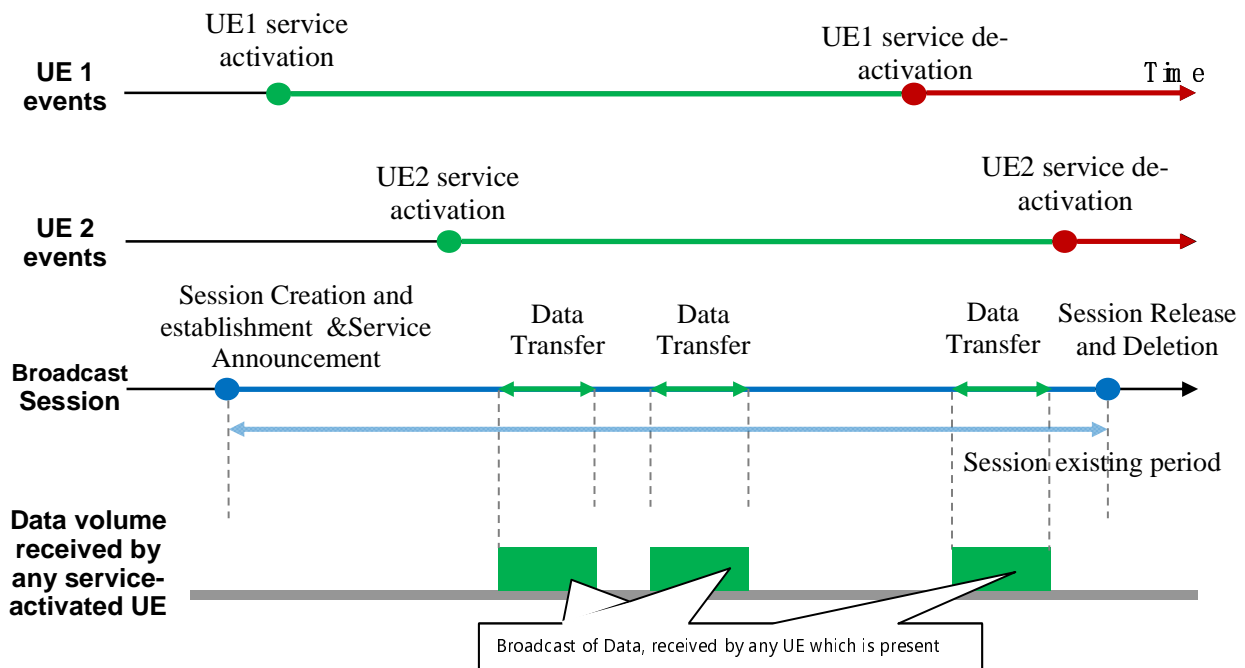 UE1 service
activation
UE1 service de-
activation
Time
UE 1
events
UE2 service
activation
UE2 service de-
activation
UE 2
events
Session Creation and
establishment &Service
Announcement
Data
Transfer
Data
Transfer
Data
Transfer
Session Release
and Deletion
Broadcast
Session
Session existing period
Data volume
received by
any service-
activated UE
Broadcast of Data, received by any UE which is present